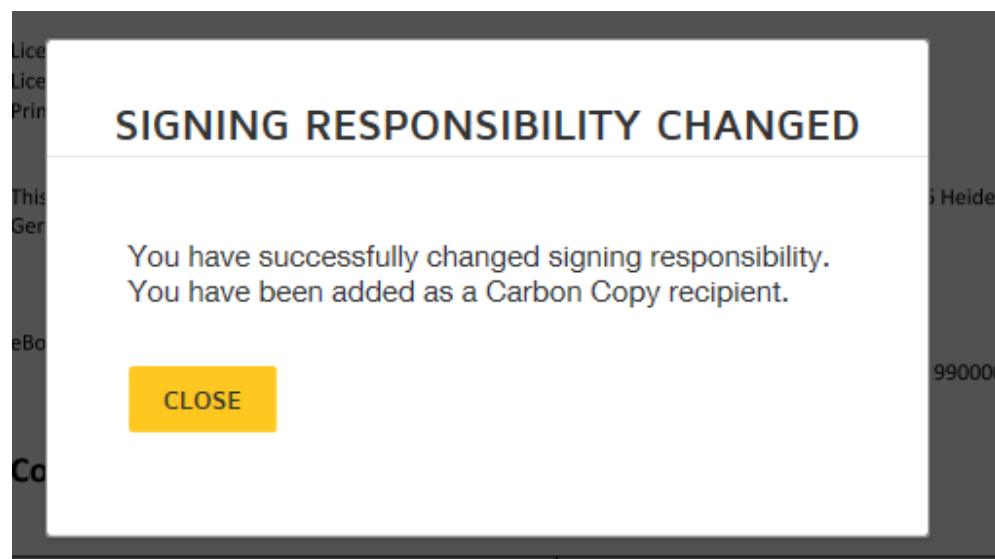 SIGNING RESPONSIBILITY CHANGED
You have successfully changed signing responsibility.
You have been added as a Carbon Copy recipient.
CLOSE